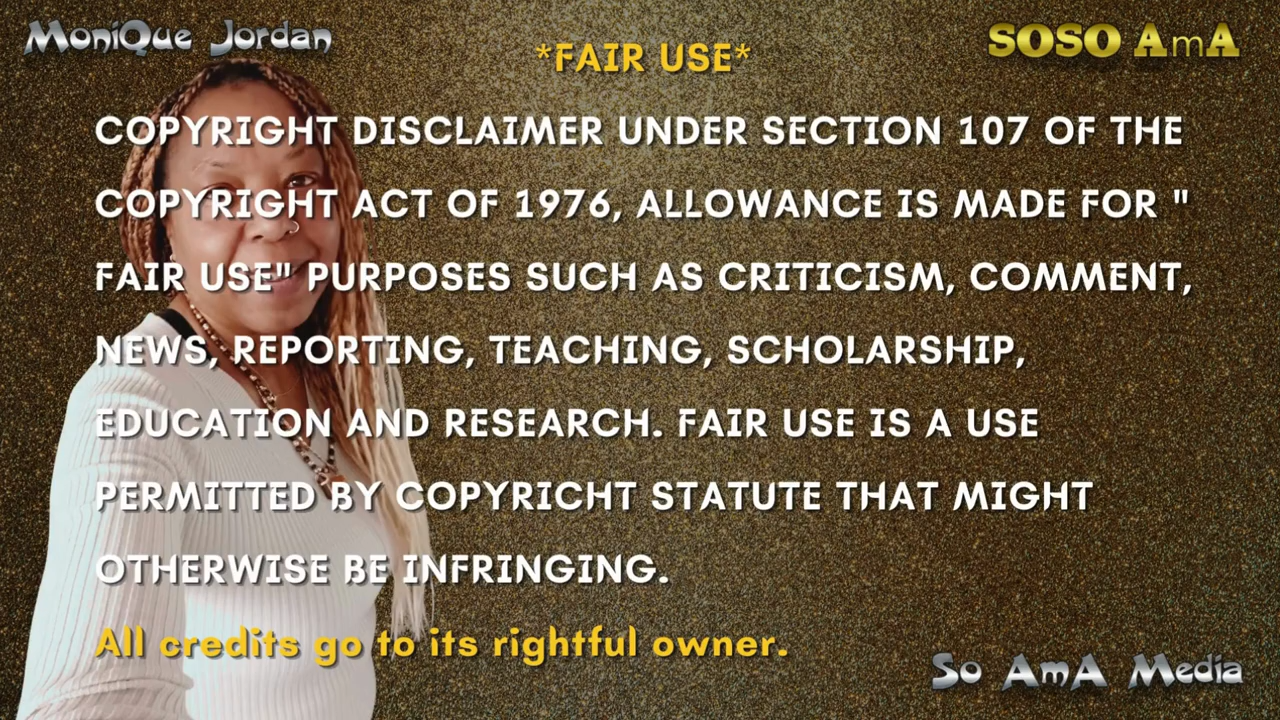 MoniQue Jordan
SOSO AmA
*FAIR USE*
COPYRIGHT DISCLAIMER UNDER SECTION 107 OF THE
COPYRIGHT ACT OF 1976, ALLOWANCE IS MADE FOR "
FAIR USE" PURPOSES SUCH AS CRITICISM, COMMENT,
NEWS, REPORTING, TEACHING, SCHOLARSHIP,
EDUCATION AND RESEARCH. FAIR USE IS A USE
PERMITTED BY COPYRICHT STATUTE THAT MIGHT
OTHERWISE BE INFRINGING.
All credits go to its rightful owner.
So AmA Media